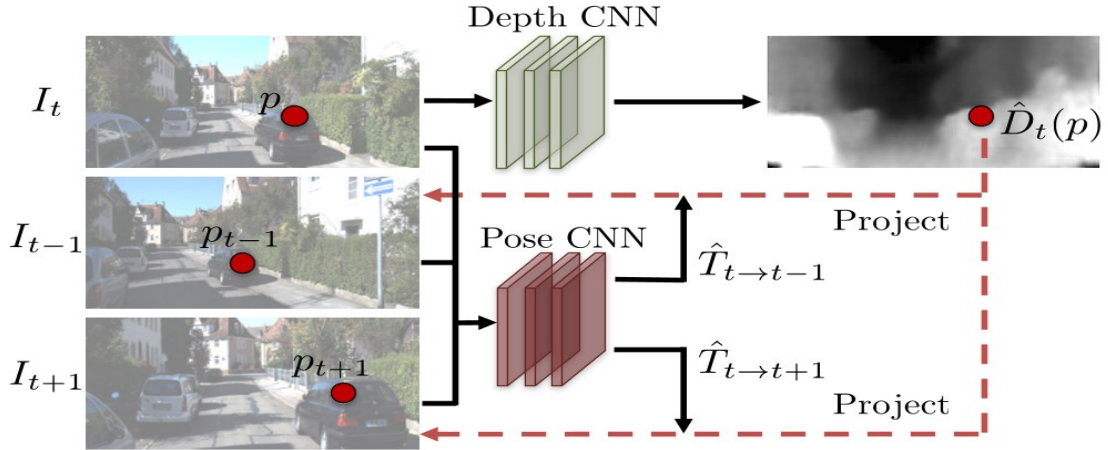 Depth CNN
I_t
p
D̂_t(p)
Project
I_{t−1}
p_{t−1}
Pose CNN
T̂_{t→t−1}
I_{t+1}
p_{t+1}
T̂_{t→t+1}
Project